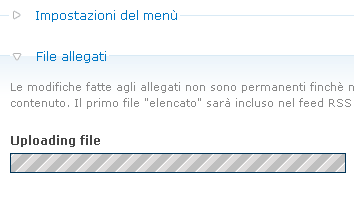 Impostazioni del menù
File allegati
Le modifiche fatte agli allegati non sono permanenti finchè
contenuto. Il primo file "elencato" sarà incluso nel feed RSS
Uploading file